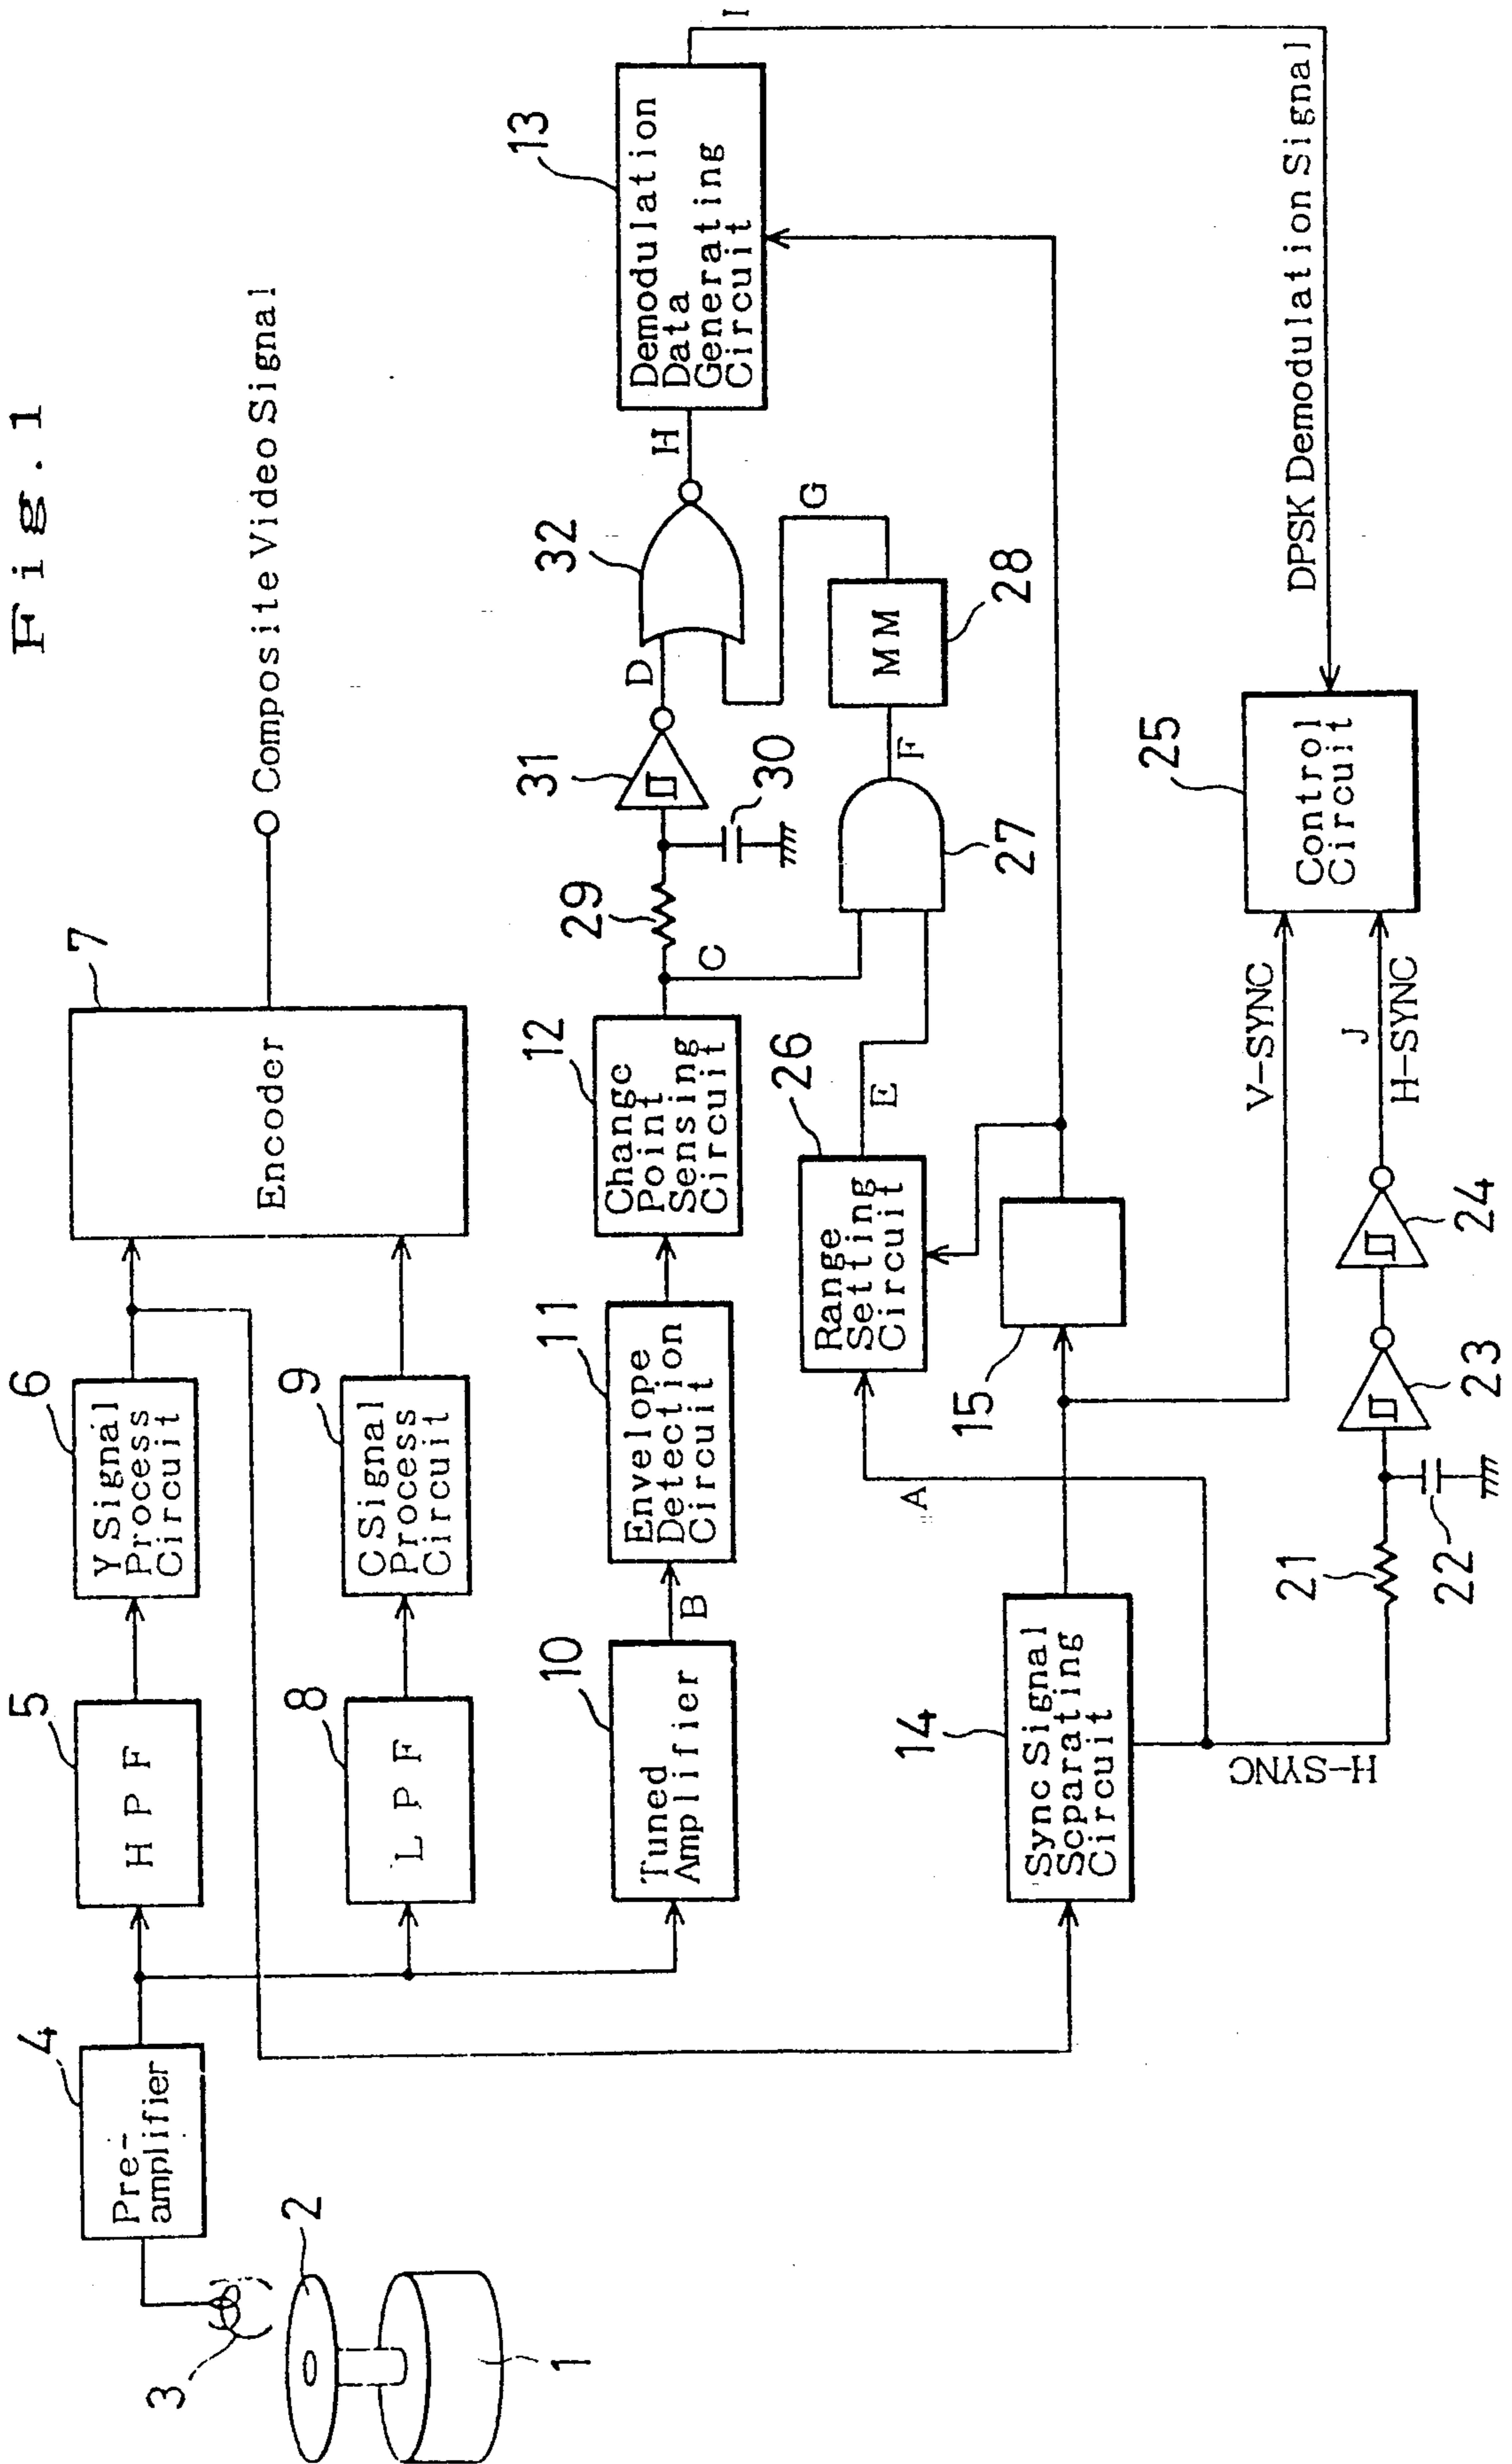 Fig.1
Composite Video Signal
7
Encoder
6
Y Signal
Process
Circuit
9
C Signal
Process
Circuit
5
HPF
8
LPF
4
Pre-
amplifier
3
2
1
10
Tuned
Amplifier
B
11
Envelope
Detection
Circuit
12
Change
Point
Sensing
Circuit
C
29
30
31
D
32
H
13
Demodulation
Data
Generating
Circuit
I
G
MM
28
F
27
E
26
Range
Setting
Circuit
15
A
14
Sync Signal
Scparating
Circuit
H-SYNC
21
22
23
24
J
H-SYNC
V-SYNC
25
Control
Circuit
DPSK Demodulation Signal